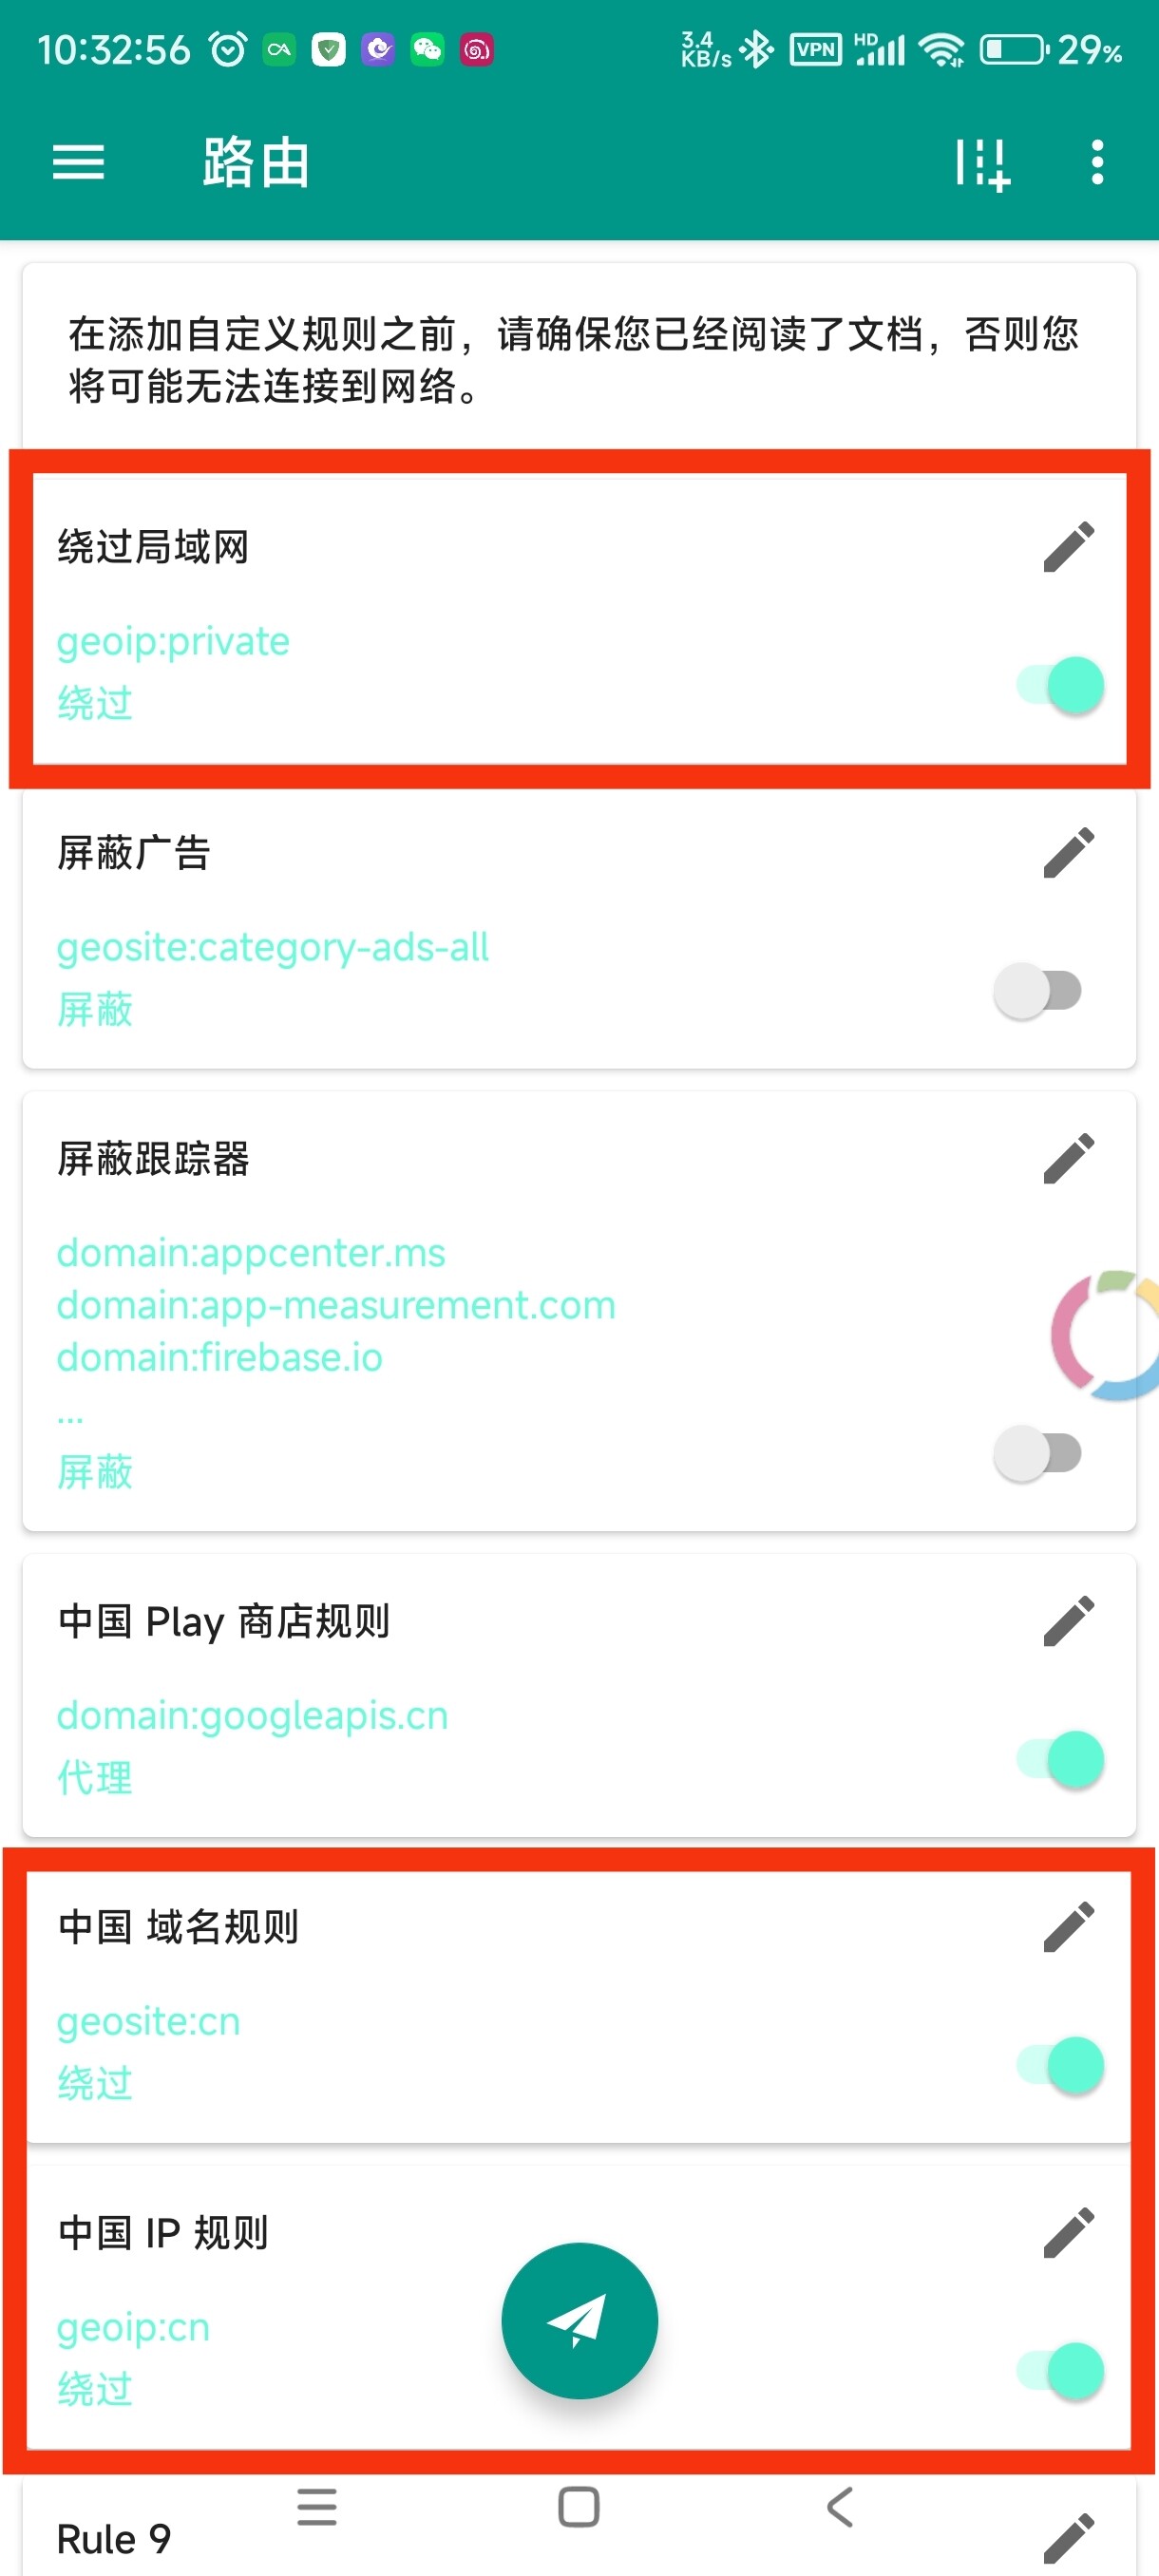 10:32:56
3.4
KB/s
VPN
HD
29%
路由
在添加自定义规则之前，请确保您已经阅读了文档，否则您
将可能无法连接到网络。
绕过局域网
geoip:private
绕过
屏蔽广告
geosite:category-ads-all
屏蔽
屏蔽跟踪器
domain:appcenter.ms
domain:app-measurement.com
domain:firebase.io
...
屏蔽
中国 Play 商店规则
domain:googleapis.cn
代理
中国 域名规则
geosite:cn
绕过
中国 IP 规则
geoip:cn
绕过
Rule 9